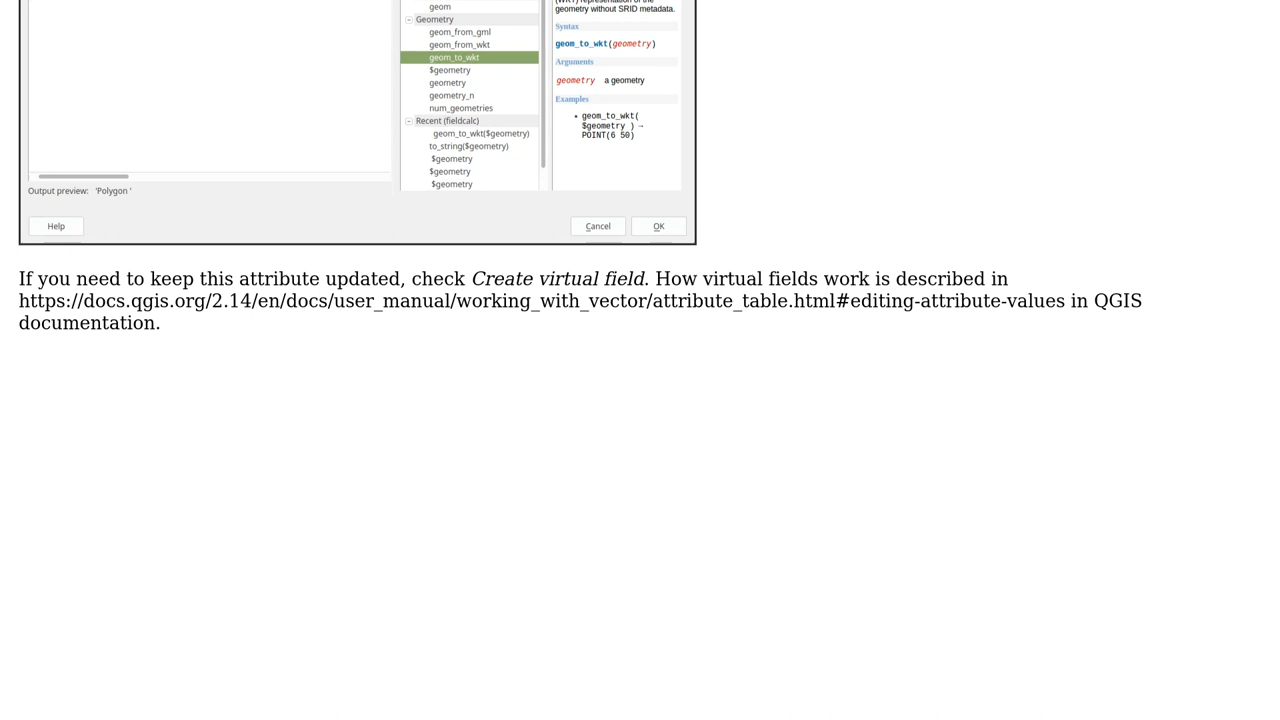 geom
(WKT) representation of the
geometry without SRID metadata.
Geometry
geom_from_gml
geom_from_wkt
geom_to_wkt
$geometry
geometry
geometry_n
num_geometries
Recent (fieldcalc)
geom_to_wkt($geometry)
to_string($geometry)
$geometry
$geometry
$geometry
Syntax
geom_to_wkt(geometry)
Arguments
geometry a geometry
Examples
• geom_to_wkt(
$geometry ) →
POINT(6 50)
Output preview: 'Polygon '
Help
Cancel
OK
If you need to keep this attribute updated, check Create virtual field. How virtual fields work is described in
https://docs.qgis.org/2.14/en/docs/user_manual/working_with_vector/attribute_table.html#editing-attribute-values in QGIS
documentation.